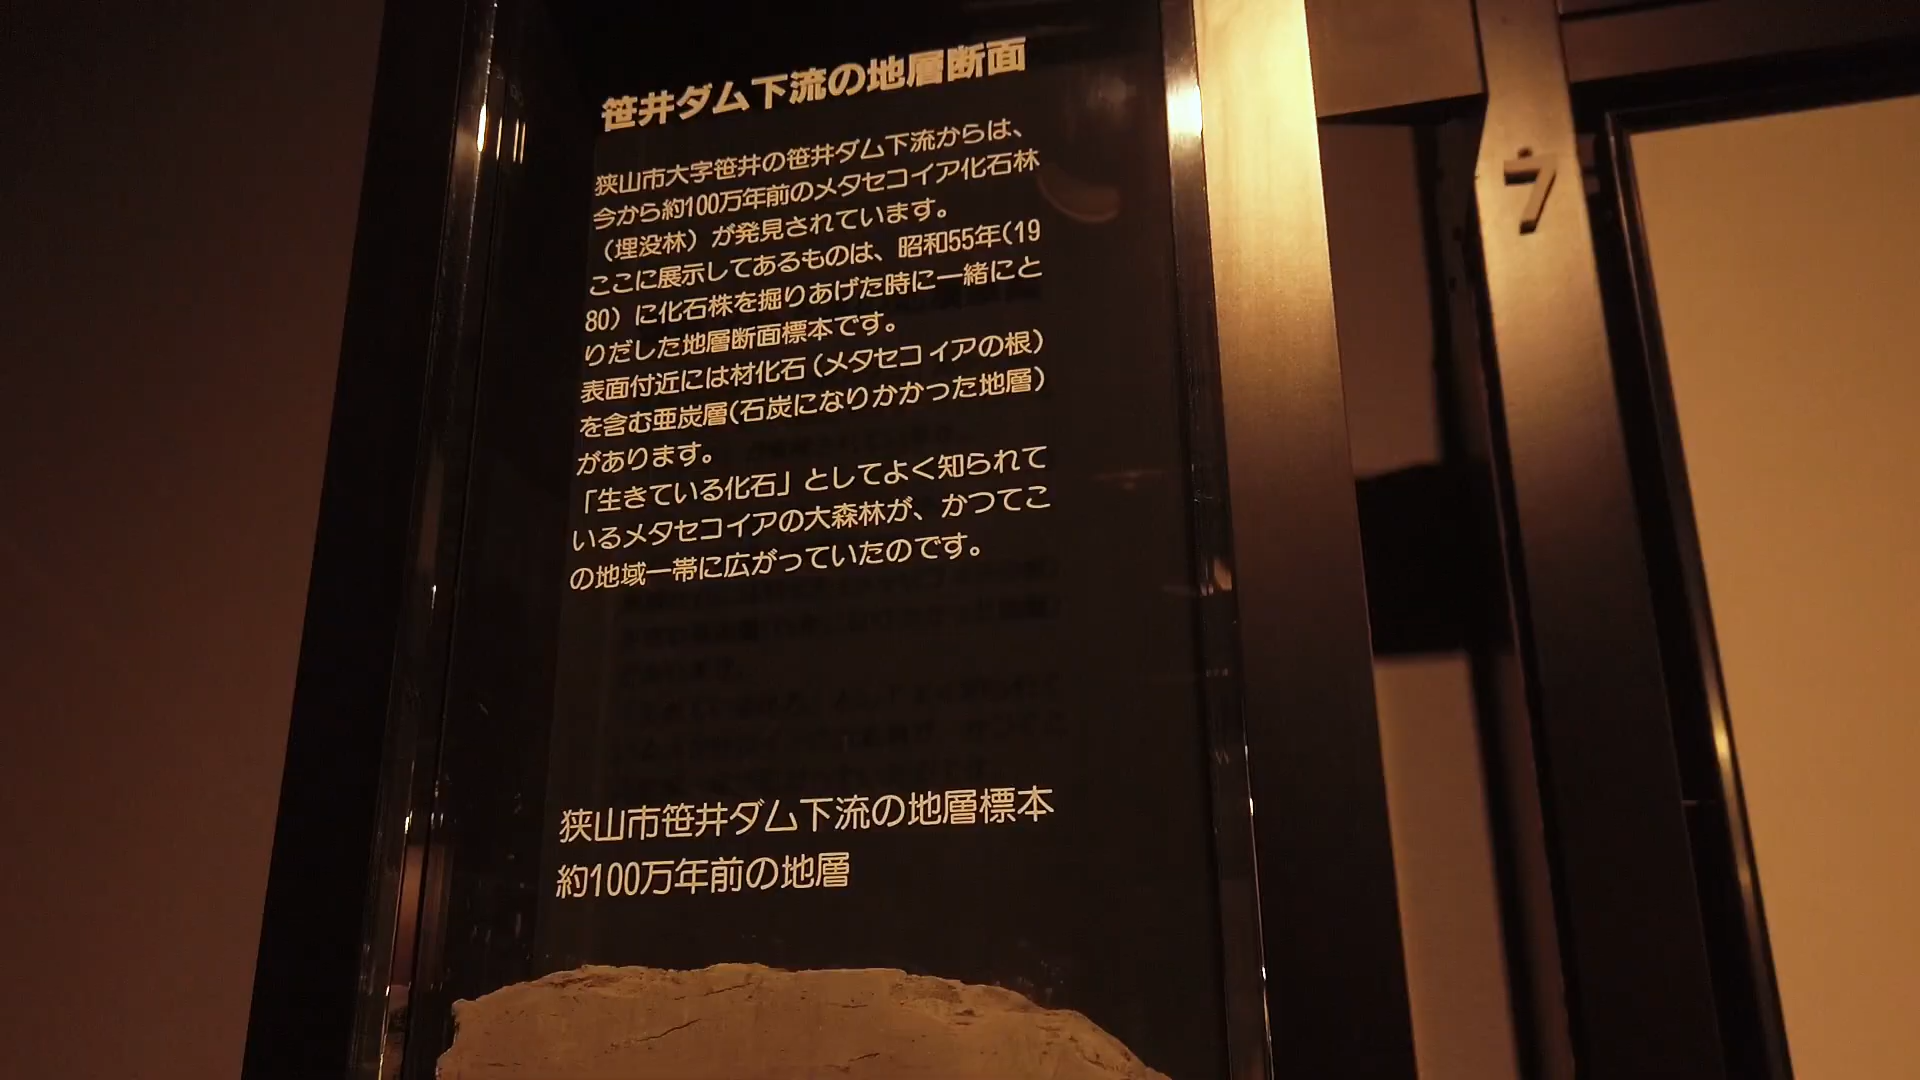 笹井ダム下流の地層断面
狭山市大字笹井の笹井ダム下流からは、
今から約100万年前のメタセコイア化石林
（埋没林）が発見されています。
ここに展示してあるものは、昭和55年(19
80）に化石株を掘りあげた時に一緒にと
りだした地層断面標本です。
表面付近には材化石(メタセコイアの根)
を含む亜炭層(石炭になりかかった地層)
があります。
「生きている化石」としてよく知られて
いるメタセコイアの大森林が、かつてこ
の地域一帯に広がっていたのです。
狭山市笹井ダム下流の地層標本
約100万年前の地層